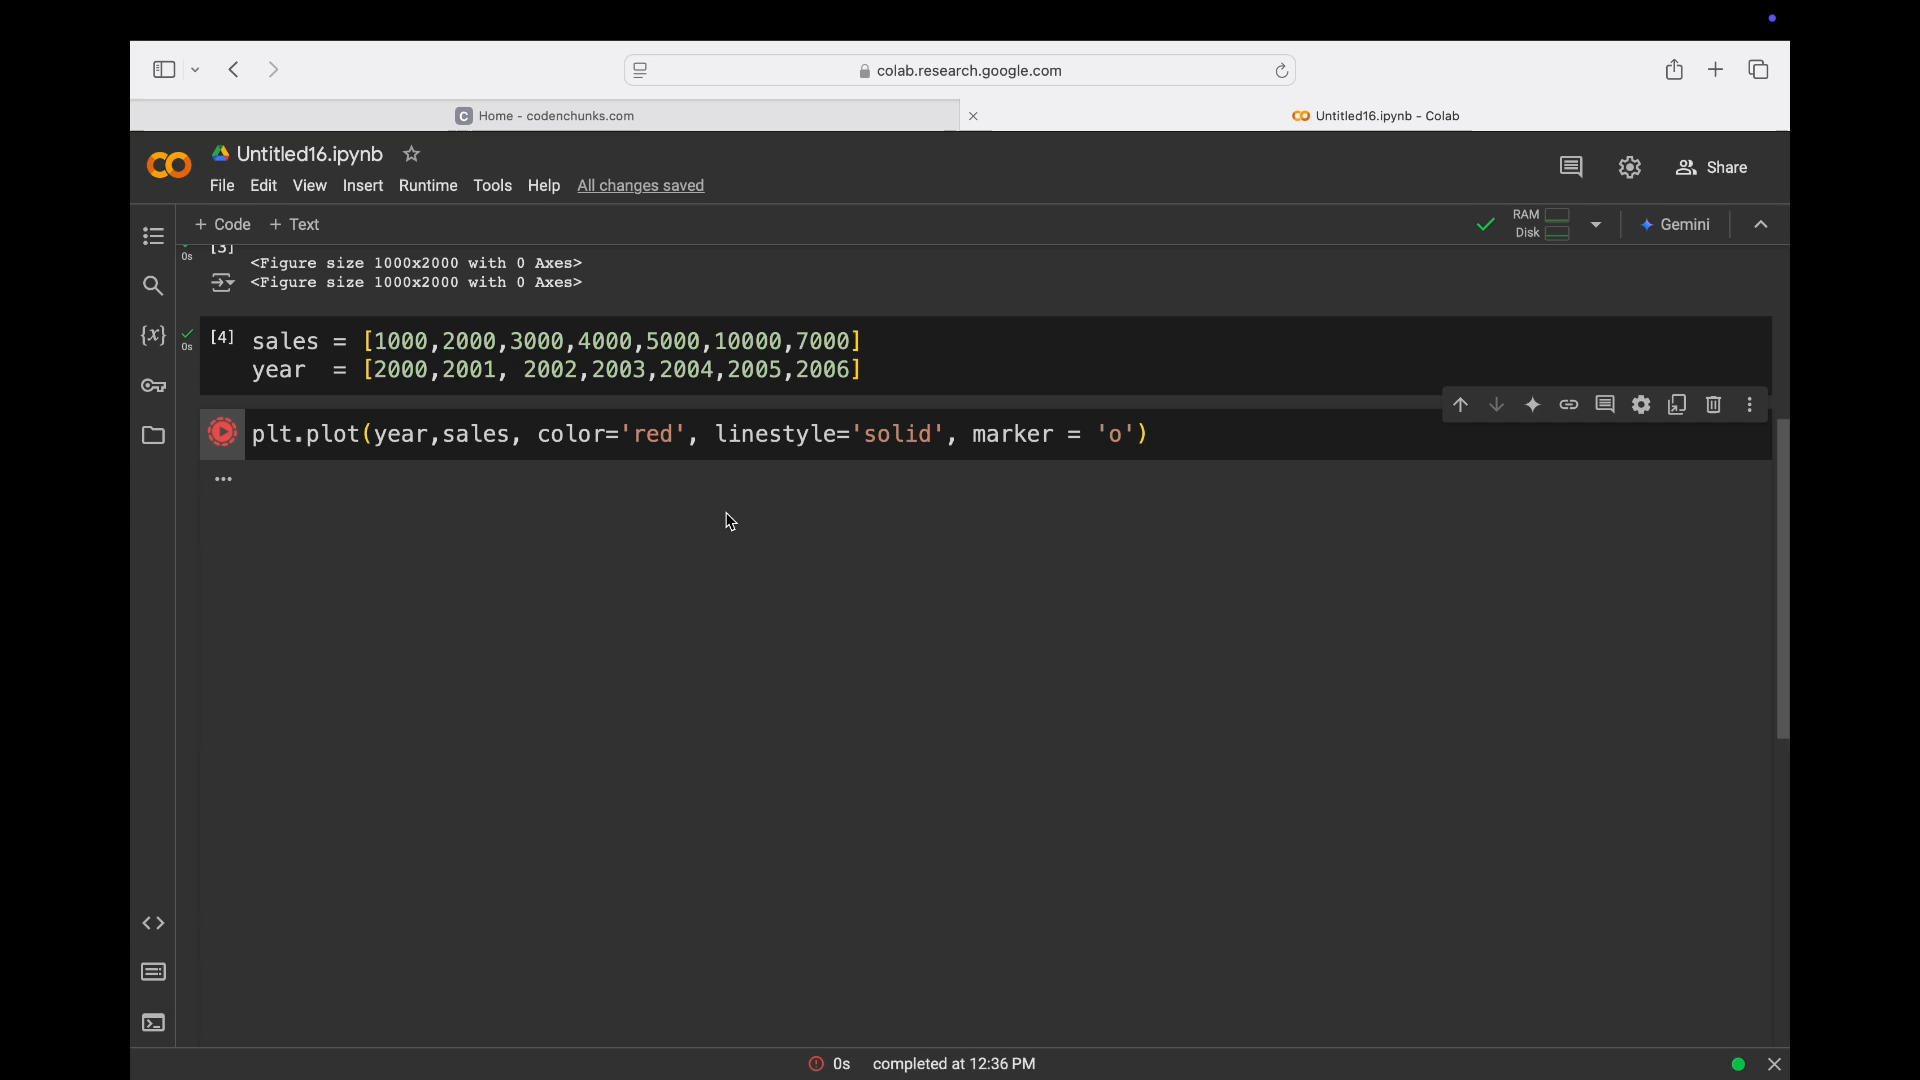 colab.research.google.com
C Home - codenchunks.com
Untitled16.ipynb - Colab
Untitled16.ipynb
File Edit View Insert Runtime Tools Help All changes saved
Share
+ Code + Text
RAM
Disk
Gemini
0s
[3]
<Figure size 1000x2000 with 0 Axes>
<Figure size 1000x2000 with 0 Axes>
0s
[4] sales = [1000,2000,3000,4000,5000,10000,7000]
year = [2000,2001, 2002,2003,2004,2005,2006]
plt.plot(year,sales, color='red', linestyle='solid', marker = 'o')
0s completed at 12:36 PM